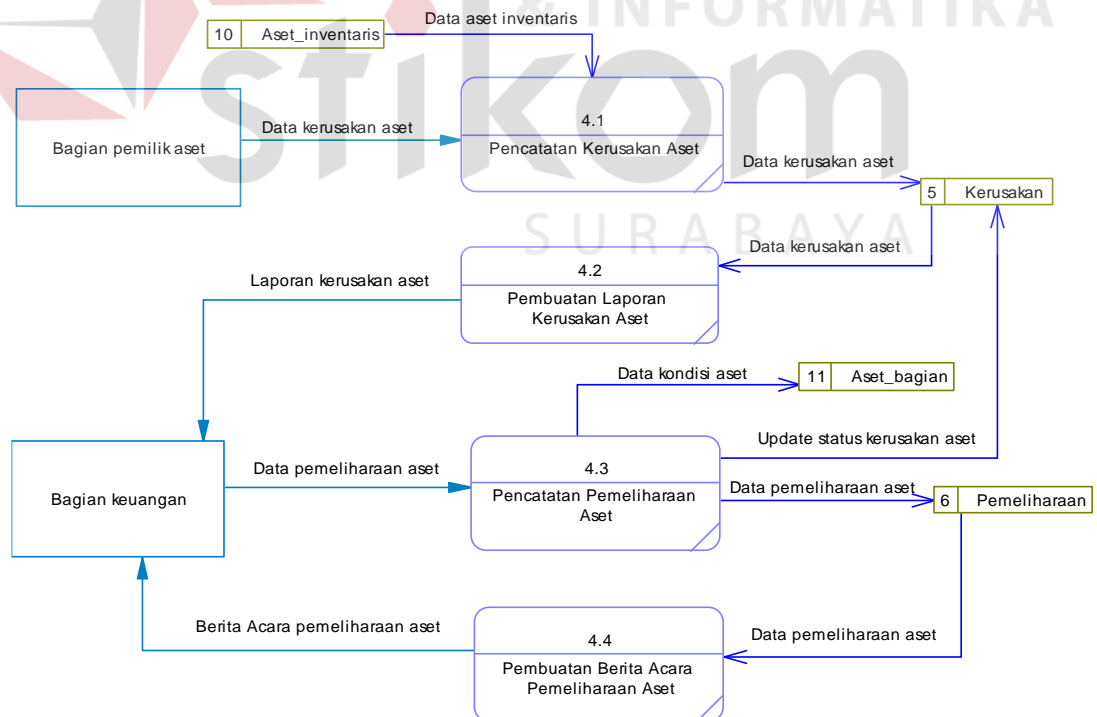 & INFORMATIKA
Data aset inventaris
10 Aset_inventaris
stikom
4.1
Data kerusakan aset
Bagian pemilik aset
Pencatatan Kerusakan Aset
Data kerusakan aset
5 Kerusakan
SURABAYA
Data kerusakan aset
4.2
Laporan kerusakan aset
Pembuatan Laporan
Kerusakan Aset
Data kondisi aset
11 Aset_bagian
Update status kerusakan aset
4.3
Data pemeliharaan aset
Bagian keuangan
Pencatatan Pemeliharaan
Aset
Data pemeliharaan aset
6 Pemeliharaan
Berita Acara pemeliharaan aset
4.4
Data pemeliharaan aset
Pembuatan Berita Acara
Pemeliharaan Aset